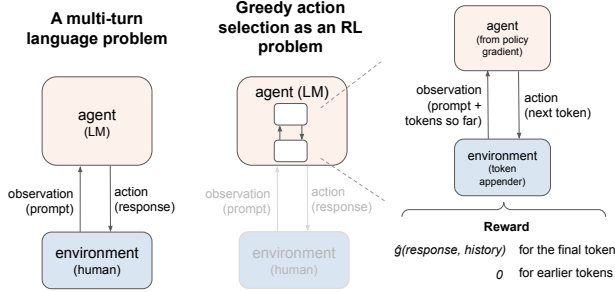 A multi-turn
language problem
agent
(LM)
observation
(prompt)
action
(response)
environment
(human)
Greedy action
selection as an RL
problem
agent (LM)
observation
(prompt)
action
(response)
environment
(human)
agent
(from policy
gradient)
observation
(prompt +
tokens so far)
action
(next token)
environment
(token
appender)
Reward
ĝ(response, history) for the final token
0 for earlier tokens